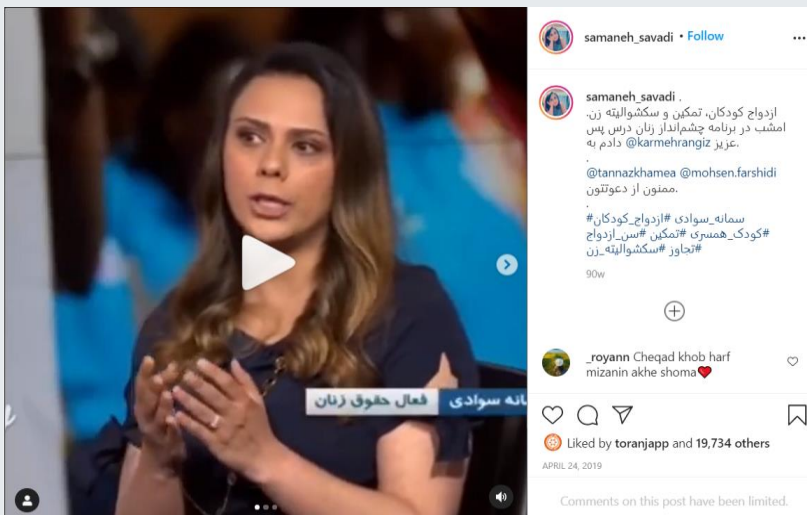 samaneh_savadi • Follow
samaneh_savadi .
ازدواج کودکان، تمکین و سکشوالیته زن.
امشب در برنامه چشم‌انداز زنان درس پس
عزیز @karmehrangiz دادم به.
.
@tannazkhamea @mohsen.farshidi
ممنون از دعوتتون.
.
#سمانه_سوادی #ازدواج_کودکان
#کودک_همسری #تمکین #سن_ازدواج
#تجاوز #سکشوالیته_زن
90w
_royann Cheqad khob harf
mizanin akhe shoma❤
انه سوادی فعال حقوق زنان
Liked by toranjapp and 19,734 others
APRIL 24, 2019
Comments on this post have been limited.